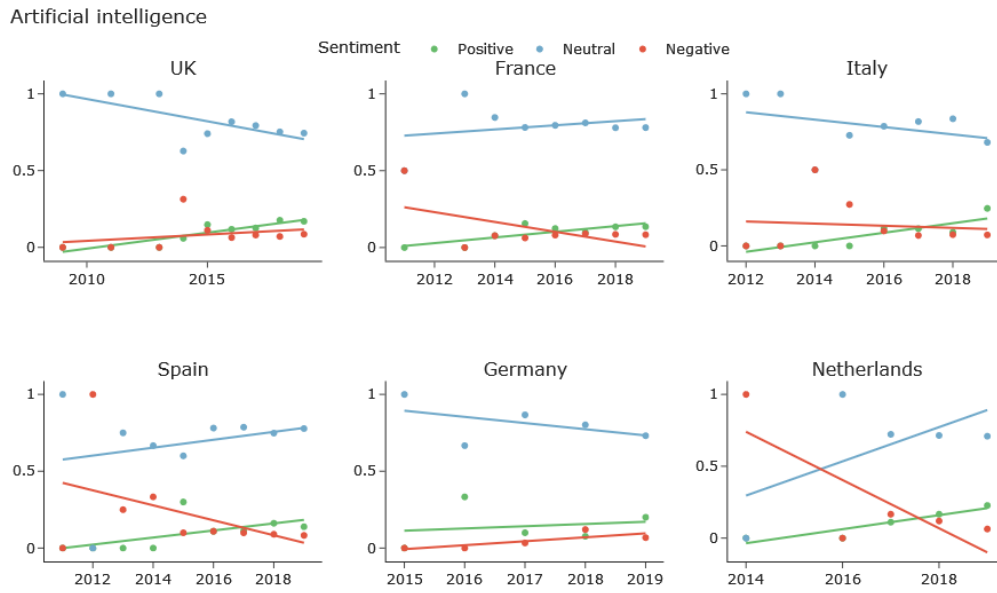 Artificial intelligence
Sentiment Positive Neutral Negative
UK France Italy
1 1 1
0.5 0.5 0.5
0 0 0
2010 2015 2012 2014 2016 2018 2012 2014 2016 2018
Spain Germany Netherlands
1 1 1
0.5 0.5 0.5
0 0 0
2012 2014 2016 2018 2015 2016 2017 2018 2019 2014 2016 2018